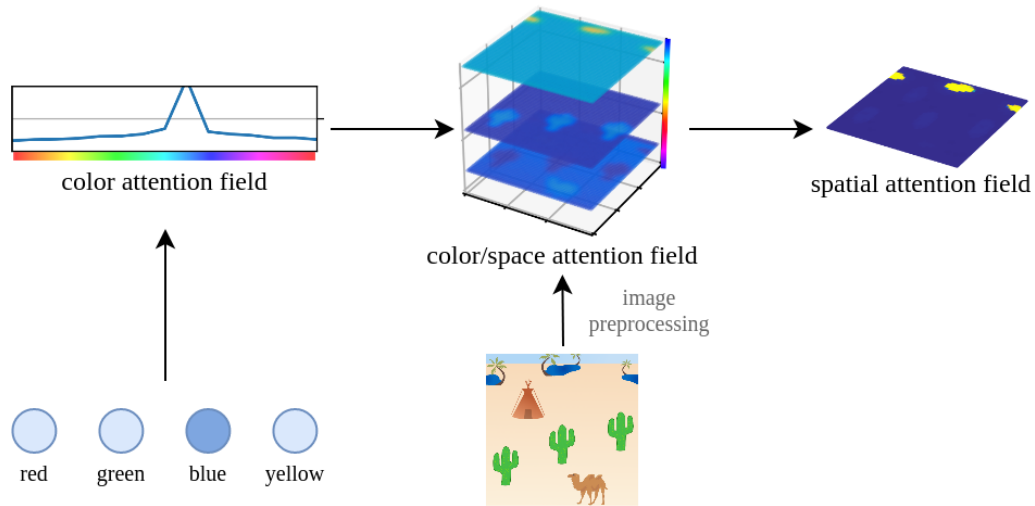 color attention field
color/space attention field
spatial attention field
image
preprocessing
red
green
blue
yellow